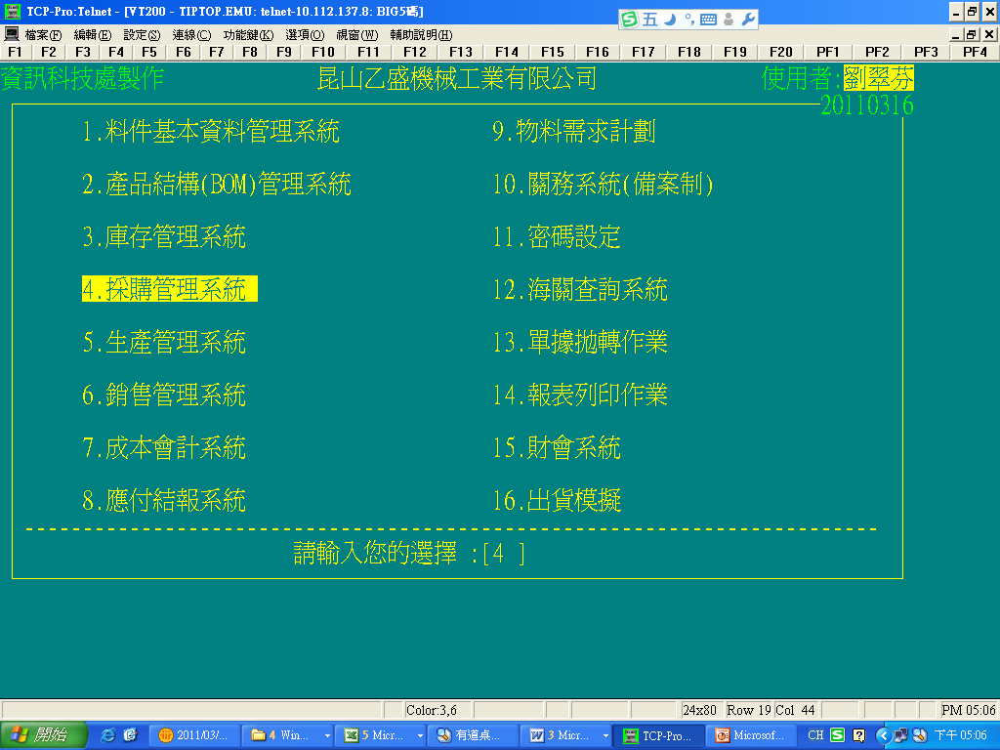 TCP-Pro:Telnet - [VT200 - TIPTOP.EMU: telnet-10.112.137.8: BIG5碼]
五
檔案(F) 編輯(E) 設定(S) 連線(C) 功能鍵(K) 選項(O) 視窗(W) 輔助說明(H)
F1 F2 F3 F4 F5 F6 F7 F8 F9 F10 F11 F12 F13 F14 F15 F16 F17 F18 F19 F20 PF1 PF2 PF3 PF4
資訊科技處製作 昆山乙盛機械工業有限公司 使用者:劉翠芬
20110316
1.料件基本資料管理系統 9.物料需求計劃
2.產品結構(BOM)管理系統 10.關務系統(備案制)
3.庫存管理系統 11.密碼設定
4.採購管理系統 12.海關查詢系統
5.生產管理系統 13.單據拋轉作業
6.銷售管理系統 14.報表列印作業
7.成本會計系統 15.財會系統
8.應付結報系統 16.出貨模擬
請輸入您的選擇 :[4 ]
Color:3,6 24x80 Row 19 Col 44 PM 05:06
開始 2011/03/... 4 Win... 5 Micr... 有道桌... 3 Micr... TCP-Pro... Microsof... CH 下午 05:06